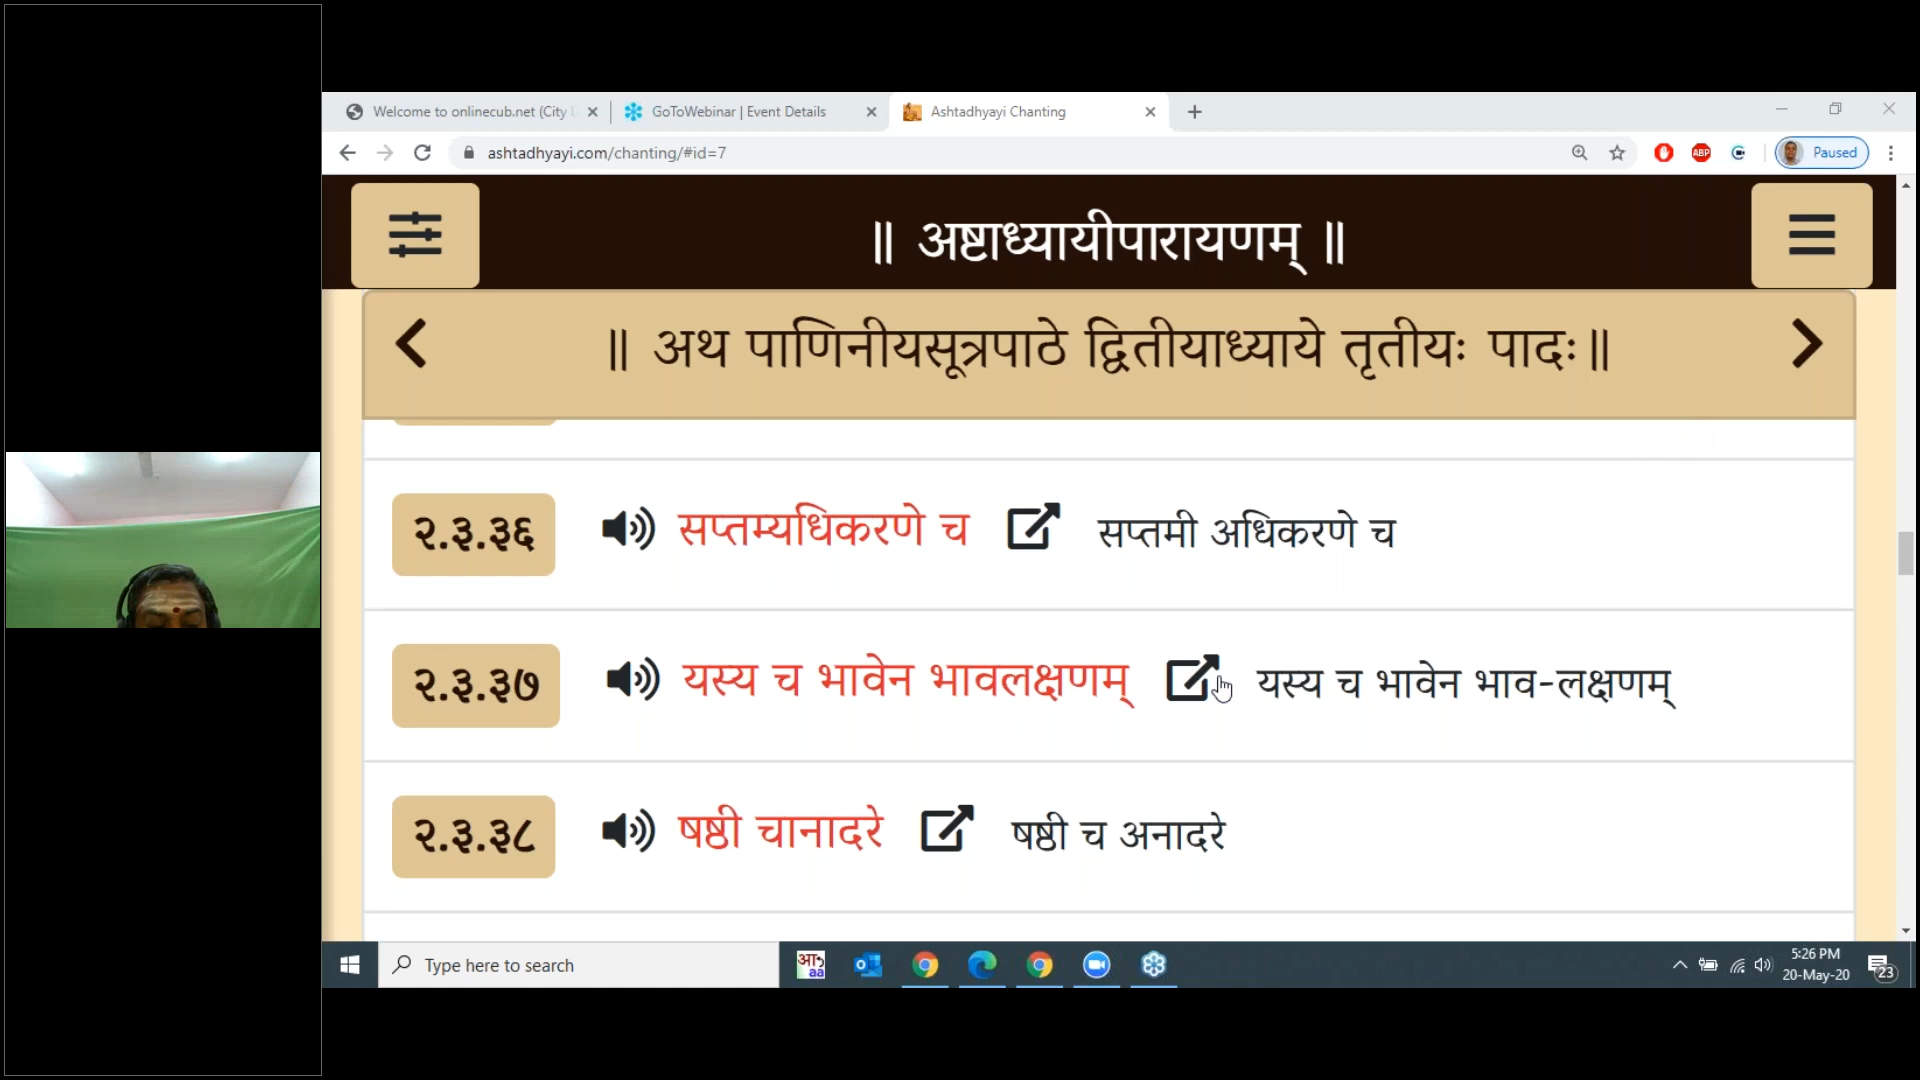 Welcome to onlinecub.net (City
GoToWebinar | Event Details
Ashtadhyayi Chanting
ashtadhyayi.com/chanting/#id=7
ABP
Paused
॥ अष्टाध्यायीपारायणम् ॥
॥ अथ पाणिनीयसूत्रपाठे द्वितीयाध्याये तृतीयः पादः॥
२.३.३६ सप्तम्यधिकरणे च सप्तमी अधिकरणे च
२.३.३७ यस्य च भावेन भावलक्षणम् यस्य च भावेन भाव-लक्षणम्
२.३.३८ षष्ठी चानादरे षष्ठी च अनादरे
Type here to search
5:26 PM
20-May-20
23